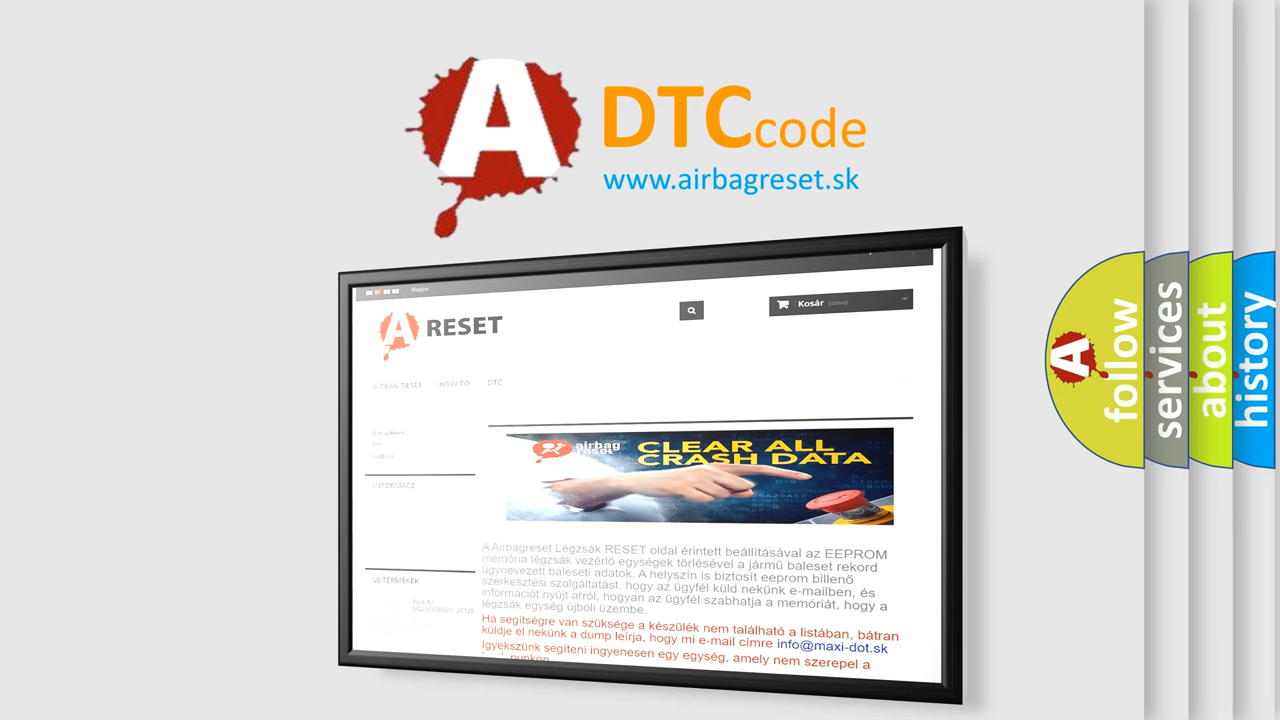 A DTC code
www.airbagreset.sk
Magyar
A RESET
Kosár (üres)
AIRBAG RESET HOW TO DTC
INFORMACE
airbag
reset
CLEAR ALL
CRASH DATA
A Airbagreset Légzsák RESET oldal érintett beállításával az EEPROM
memória légzsák vezérlő egységek törlésével a jármű baleset rekord
úgynevezett baleseti adatok. A helyszín is biztosít eeprom billenő
szerkesztési szolgáltatást, hogy az ügyfél küld nekünk e-mailben, és
információt nyújt arról, hogyan az ügyfél szabhatja a memóriát, hogy a
légzsák egység újbóli üzembe.
Ha segítségre van szüksége a készülék nem található a listában, bátran
küldje el nekünk a dump leírja, hogy mi e-mail címre info@maxi-dot.sk
Igyekszünk segíteni ingyenesen egy egység, amely nem szerepel a
ÚJ TERMÉKEK
A follow
services
about
history